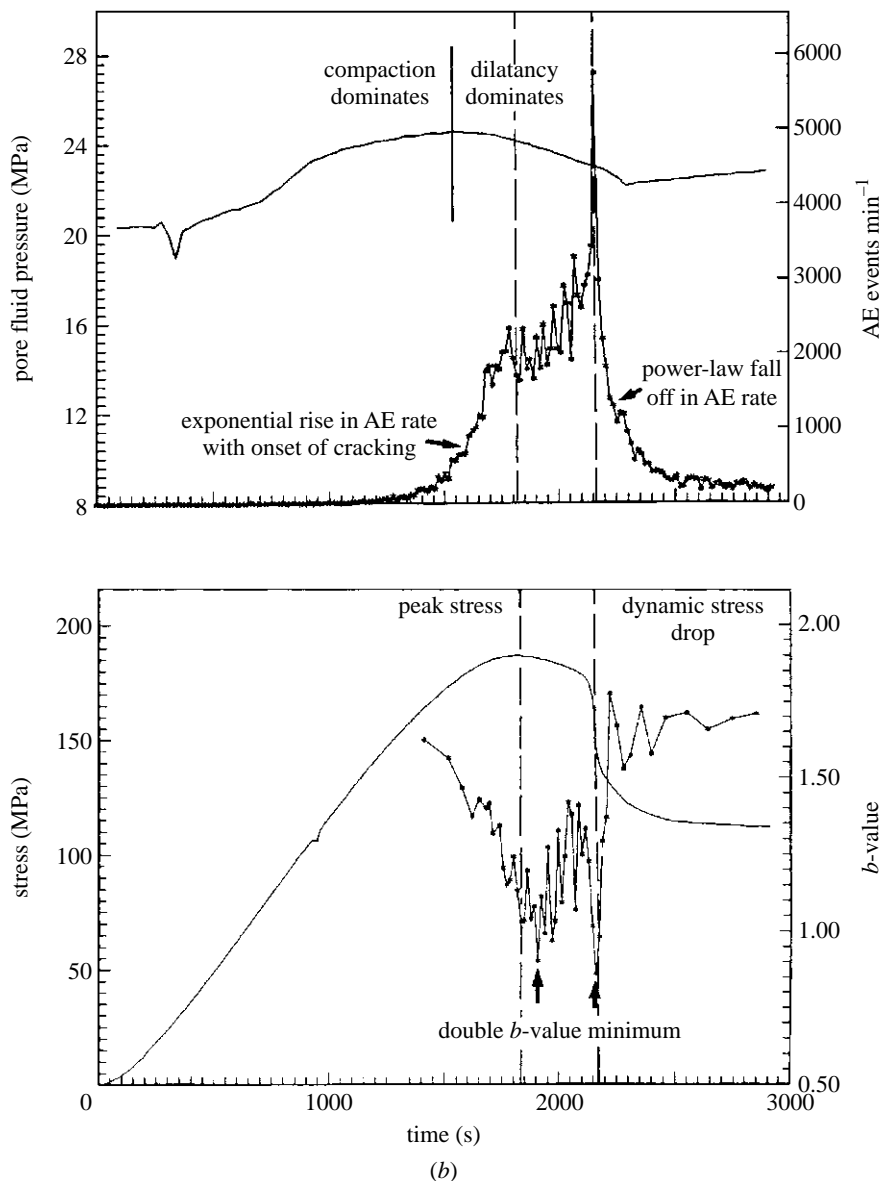 28
24
20
16
12
8
pore fluid pressure (MPa)
compaction
dominates
dilatancy
dominates
exponential rise in AE rate
with onset of cracking
power-law fall
off in AE rate
6000
5000
4000
3000
2000
1000
0
AE events min⁻¹
200
150
100
50
stress (MPa)
peak stress
dynamic stress
drop
double b-value minimum
2.00
1.50
1.00
0.50
b-value
0
1000
2000
3000
time (s)
(b)